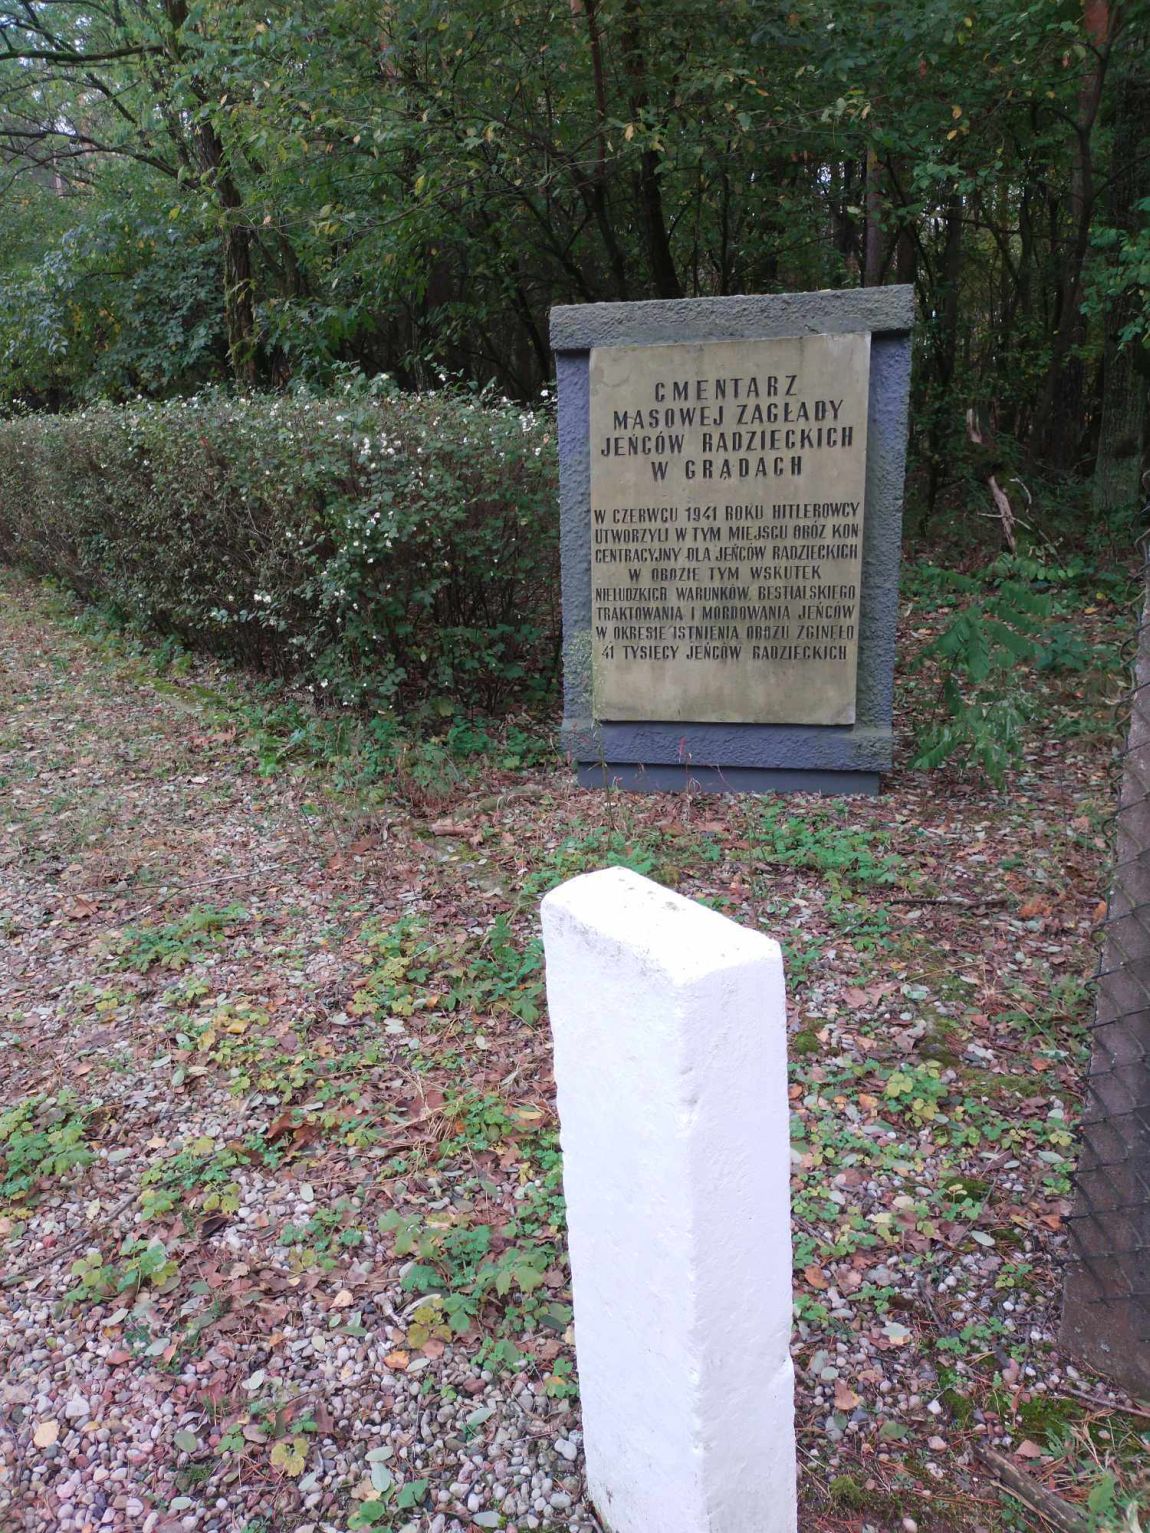 CMENTARZ
MASOWEJ ZAGŁADY
JEŃCÓW RADZIECKICH
W GRĄDACH
W CZERWCU 1941 ROKU HITLEROWCY
UTWORZYLI W TYM MIEJSCU OBÓZ KON
CENTRACYJNY DLA JEŃCÓW RADZIECKICH
W OBOZIE TYM WSKUTEK
NIELUDZKICH WARUNKÓW, BESTIALSKIEGO
TRAKTOWANIA I MORDOWANIA JEŃCÓW
W OKRESIE ISTNIENIA OBOZU ZGINĘŁO
41 TYSIĘCY JEŃCÓW RADZIECKICH